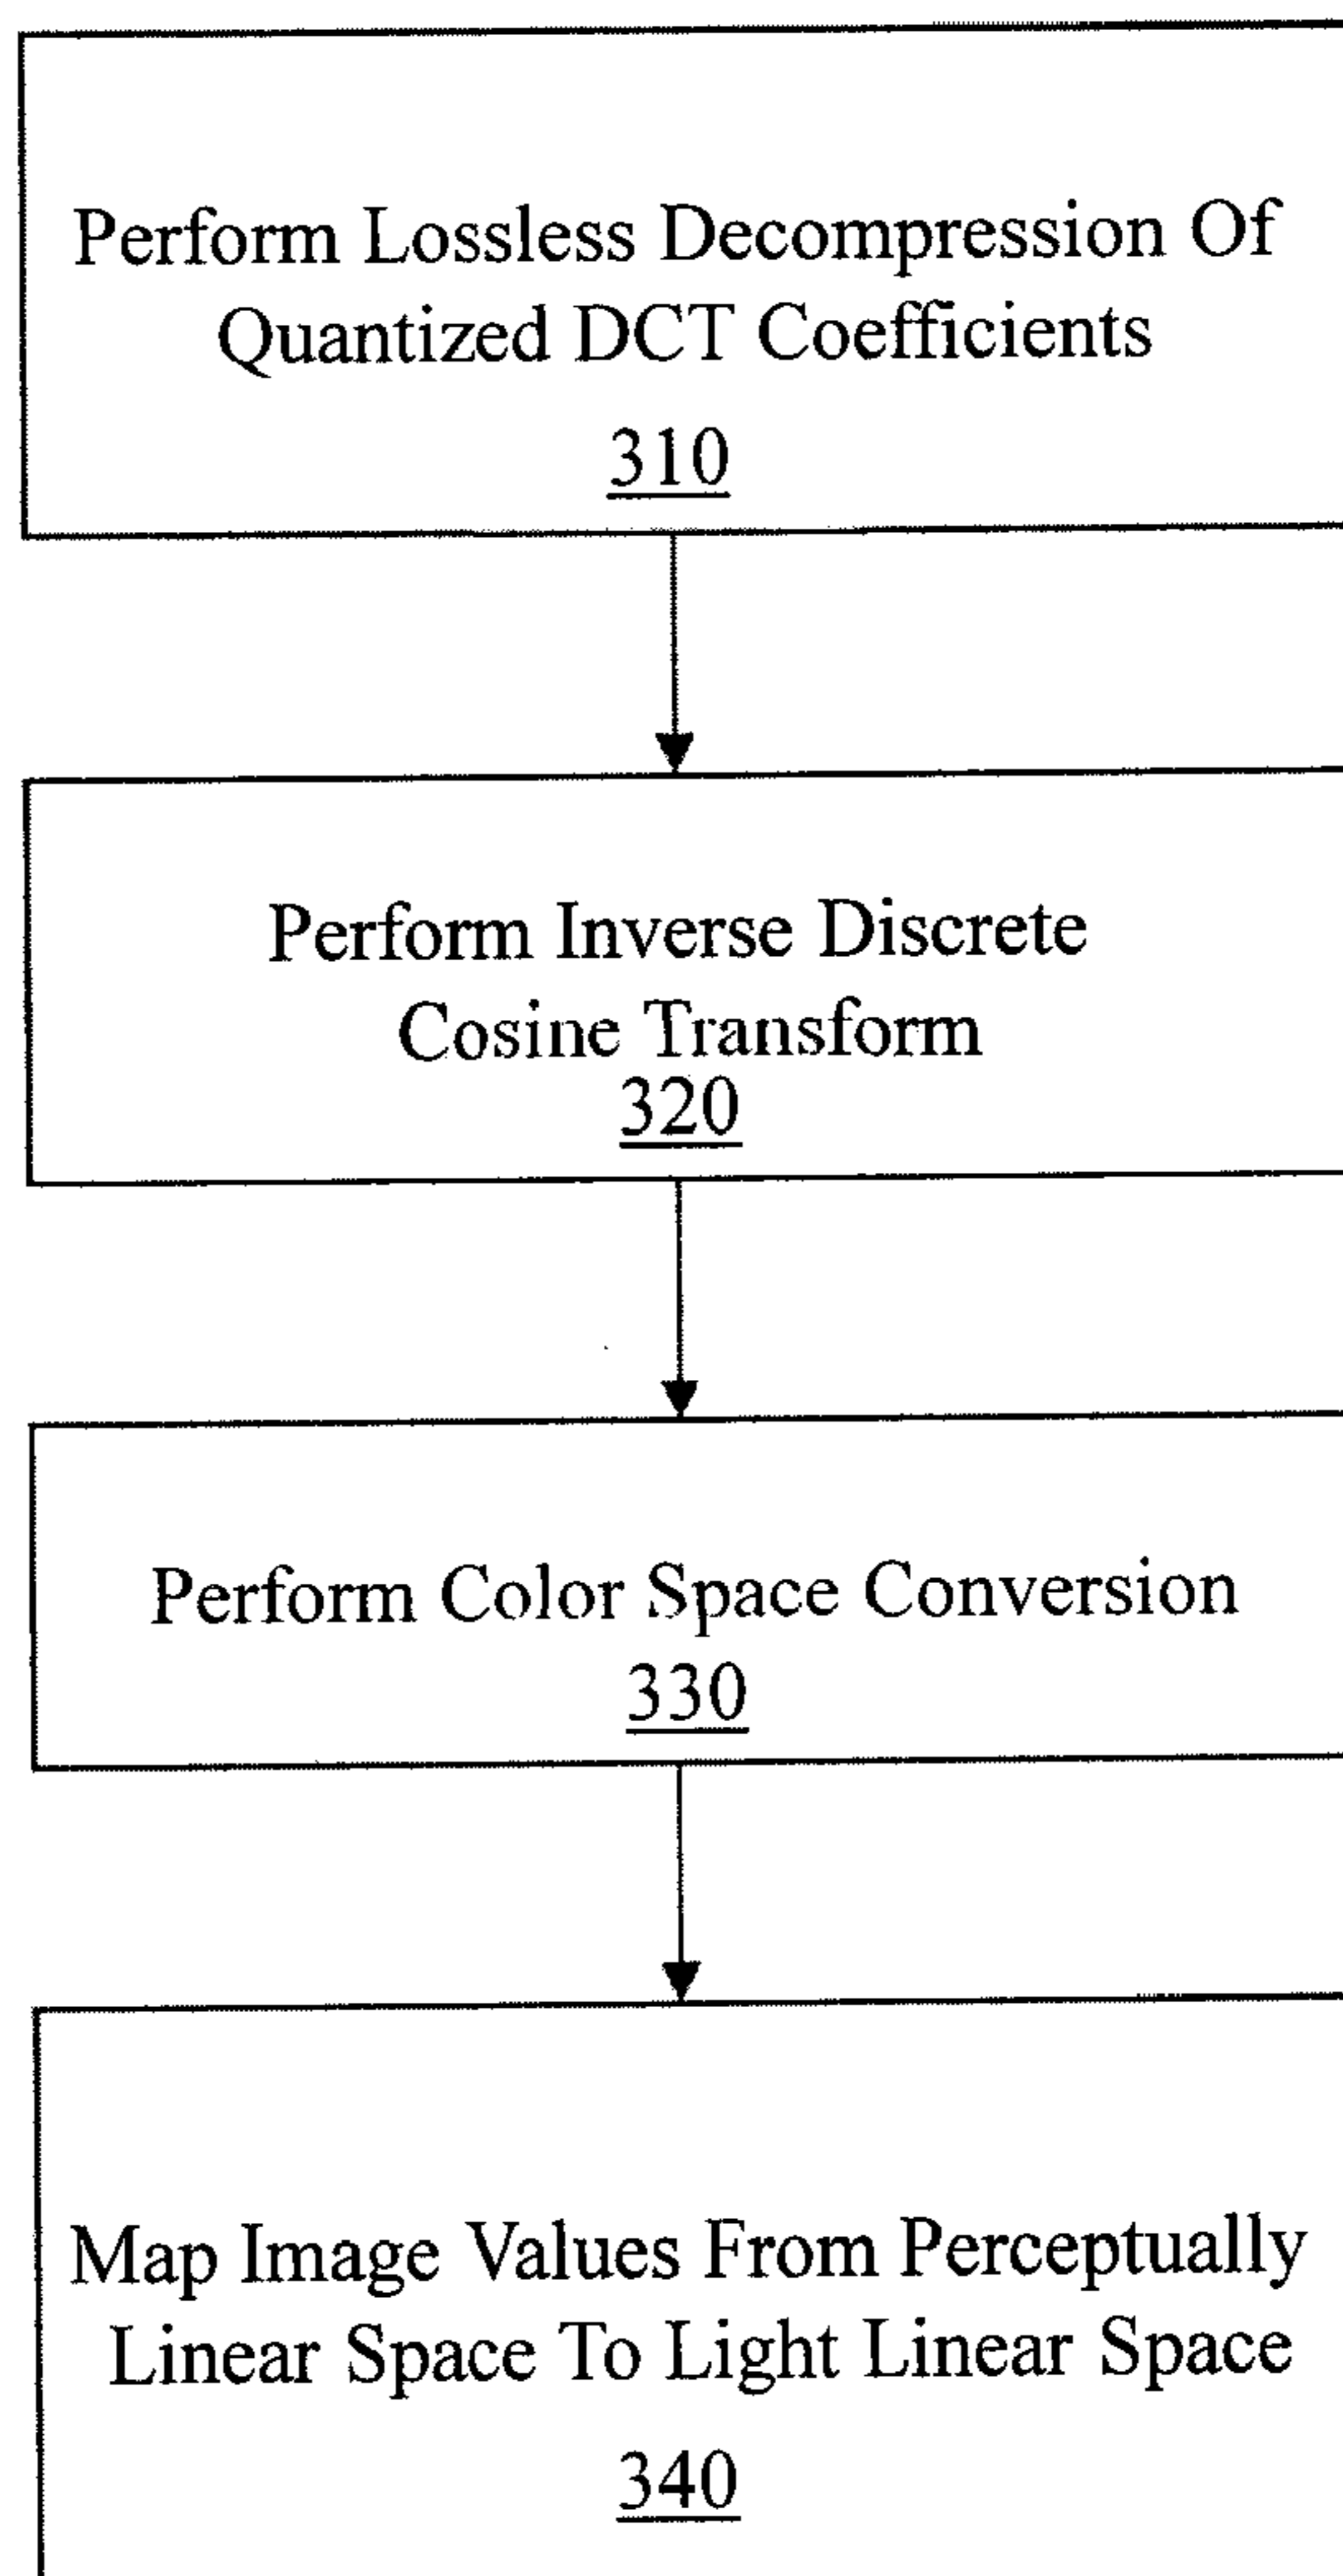 Perform Lossless Decompression Of
Quantized DCT Coefficients
310
Perform Inverse Discrete
Cosine Transform
320
Perform Color Space Conversion
330
Map Image Values From Perceptually
Linear Space To Light Linear Space
340